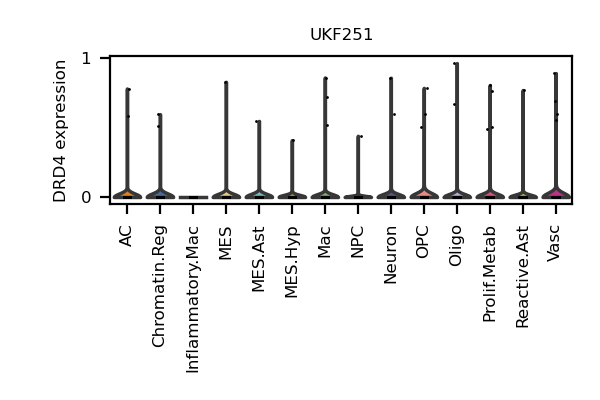 UKF251
DRD4 expression
1
0
AC
Chromatin.Reg
Inflammatory.Mac
MES
MES.Ast
MES.Hyp
Mac
NPC
Neuron
OPC
Oligo
Prolif.Metab
Reactive.Ast
Vasc